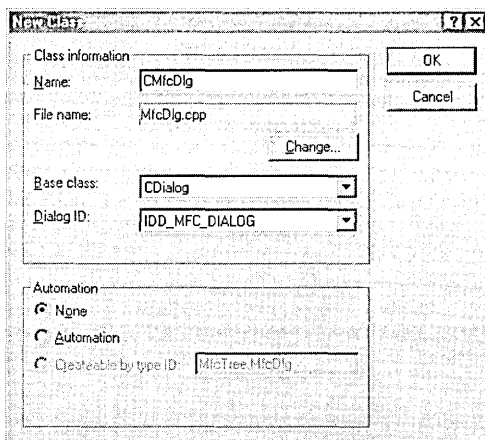 New Class
Class information
Name: CMfcDlg
File name: MfcDlg.cpp
Change...
Base class: CDialog
Dialog ID: IDD_MFC_DIALOG
OK
Cancel
Automation
None
Automation
Createable by type ID: MfcTree.MfcDlg